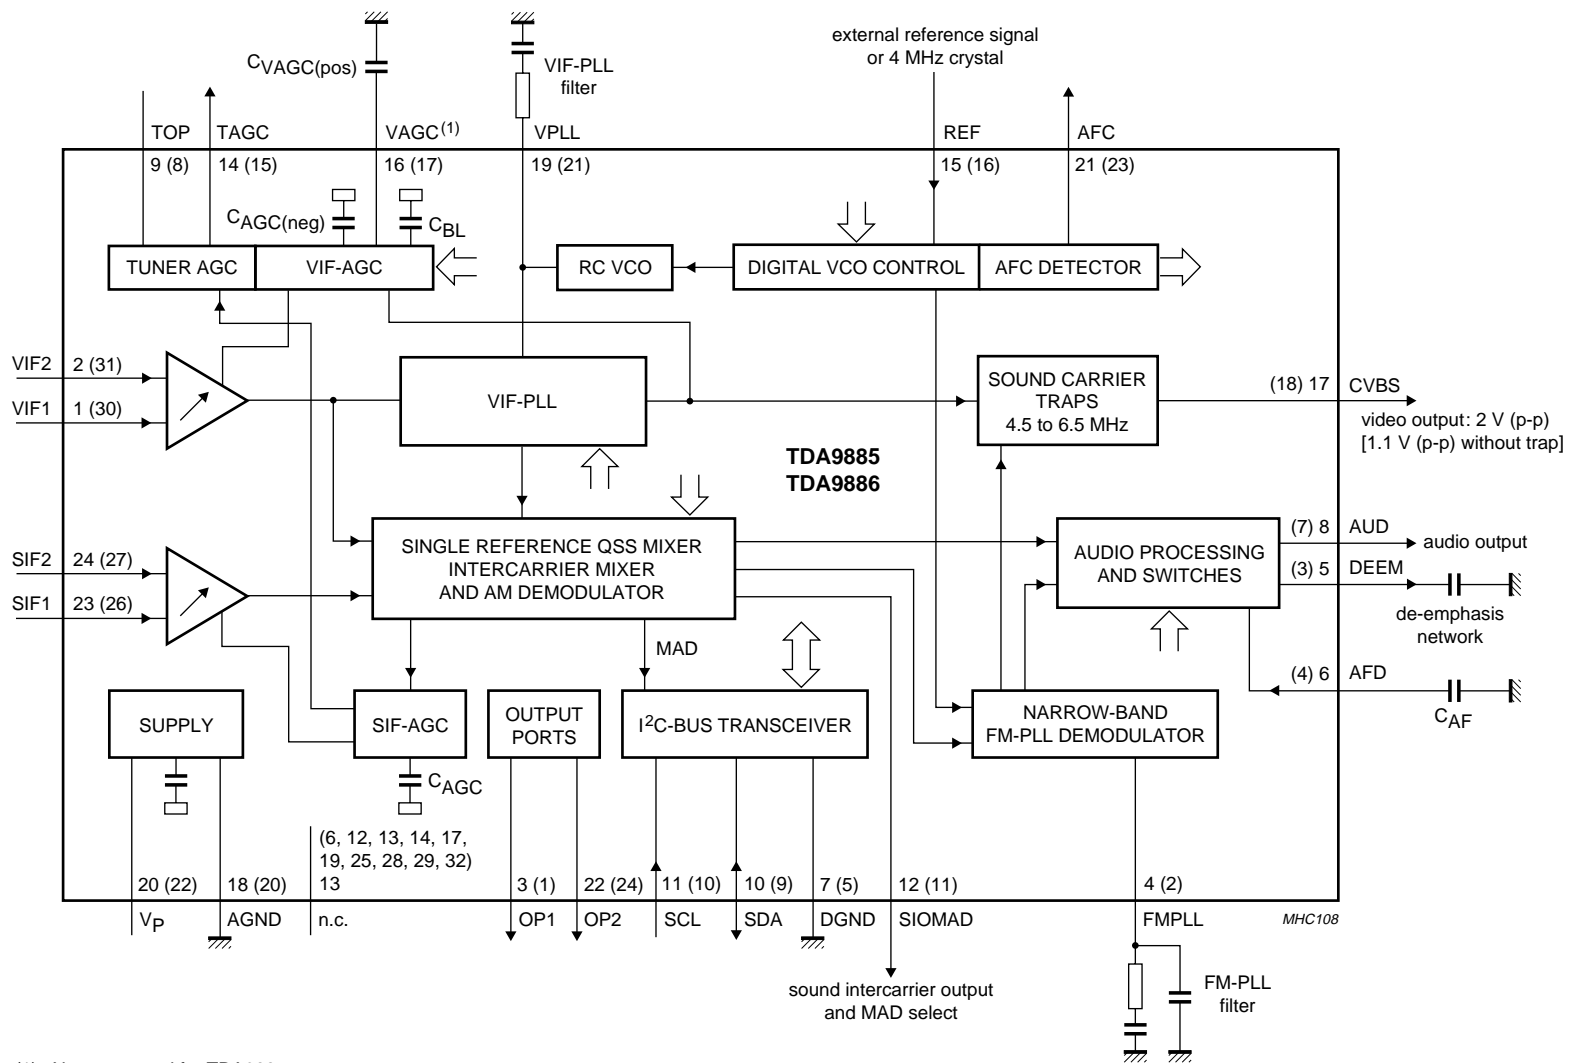 external reference signal
or 4 MHz crystal
CVAGC(pos)
VIF-PLL
filter
TOP
TAGC
VAGC(1)
VPLL
REF
AFC
9 (8)
14 (15)
16 (17)
19 (21)
15 (16)
21 (23)
CAGC(neg)
CBL
TUNER AGC
VIF-AGC
RC VCO
DIGITAL VCO CONTROL
AFC DETECTOR
VIF2
2 (31)
VIF1
1 (30)
VIF-PLL
SOUND CARRIER
TRAPS
4.5 to 6.5 MHz
(18) 17
CVBS
video output: 2 V (p-p)
[1.1 V (p-p) without trap]
TDA9885
TDA9886
SIF2
24 (27)
SIF1
23 (26)
SINGLE REFERENCE QSS MIXER
INTERCARRIER MIXER
AND AM DEMODULATOR
AUDIO PROCESSING
AND SWITCHES
(7) 8
AUD
audio output
(3) 5
DEEM
de-emphasis
network
MAD
(4) 6
AFD
CAF
SUPPLY
SIF-AGC
OUTPUT
PORTS
I2C-BUS TRANSCEIVER
NARROW-BAND
FM-PLL DEMODULATOR
CAGC
(6, 12, 13, 14, 17,
19, 25, 28, 29, 32)
20 (22)
18 (20)
13
3 (1)
22 (24)
11 (10)
10 (9)
7 (5)
12 (11)
4 (2)
VP
AGND
n.c.
OP1
OP2
SCL
SDA
DGND
SIOMAD
FMPLL
MHC108
sound intercarrier output
and MAD select
FM-PLL
filter